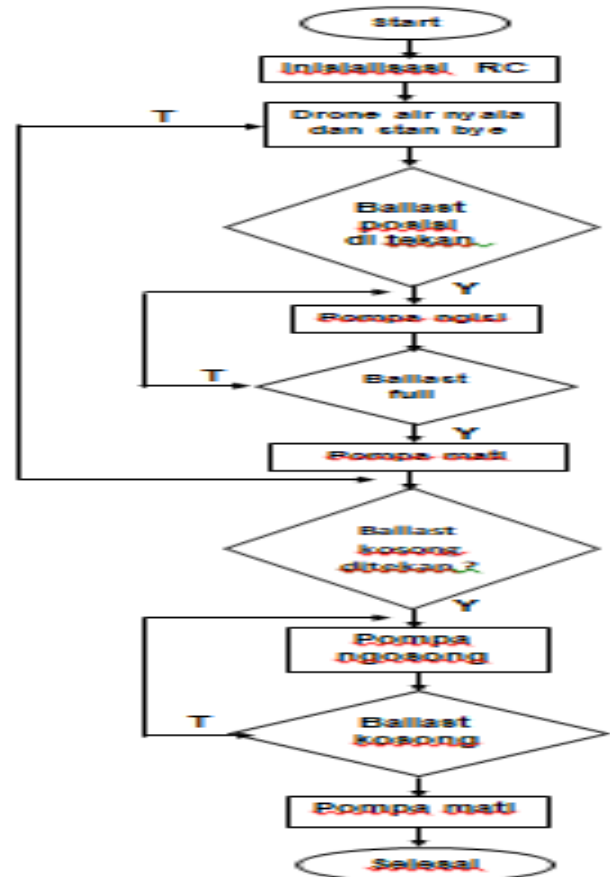 Start
Inisialisasi RC
T
Drone air nyala
dan stan bye
Ballast
posisi
di tekan
Y
Pompa ngisi
T
Ballast
full
Y
Pompa mati
Ballast
kosong
ditekan ?
Y
Pompa
ngosong
T
Ballast
kosong
Pompa mati
Selesai